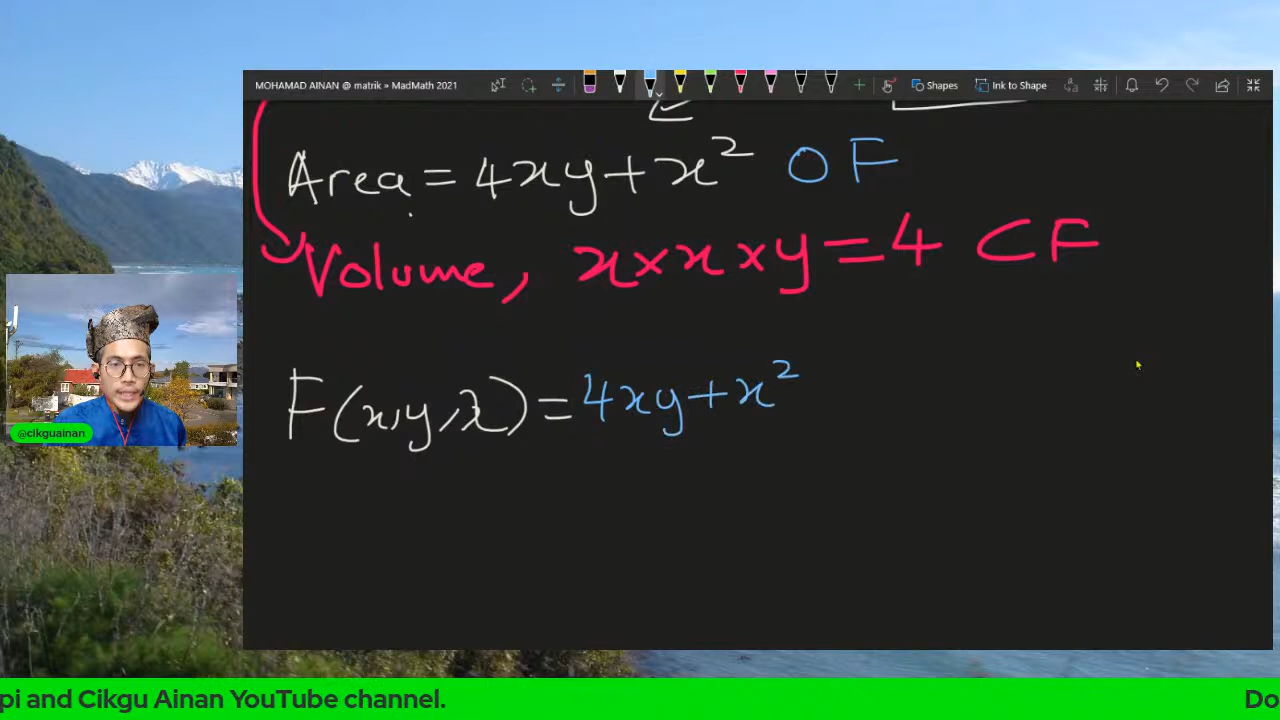 MOHAMAD AINAN @ matrik » MadMath 2021
Shapes
Ink to Shape
Area = 4xy + x² OF
Volume, x × x × y = 4 CF
F(x, y, λ) = 4xy + x²
@cikguainan
pi and Cikgu Ainan YouTube channel.
Do